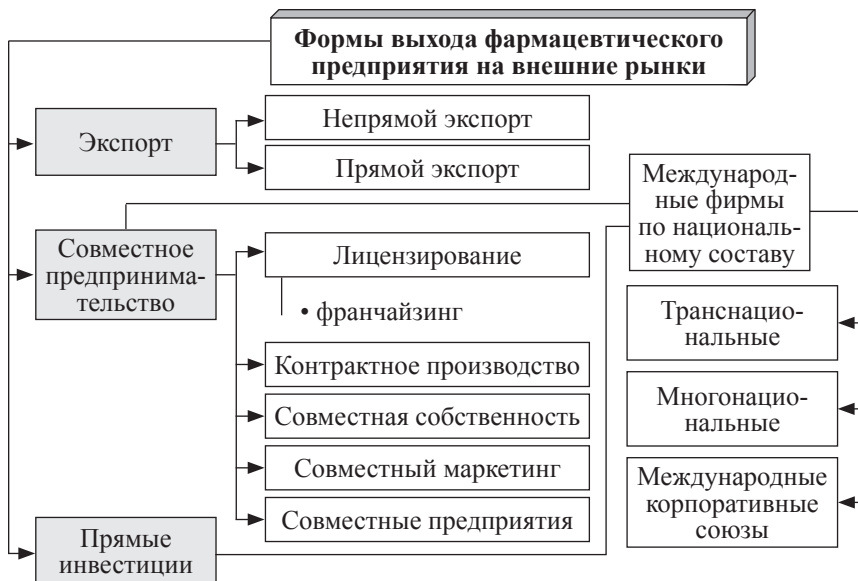 Формы выхода фармацевтического
предприятия на внешние рынки
Экспорт
Непрямой экспорт
Прямой экспорт
Совместное
предпринима-
тельство
Лицензирование
• франчайзинг
Контрактное производство
Совместная собственность
Совместный маркетинг
Совместные предприятия
Прямые
инвестиции
Международ-
ные фирмы
по националь-
ному составу
Транснацио-
нальные
Многонацио-
нальные
Международные
корпоративные
союзы